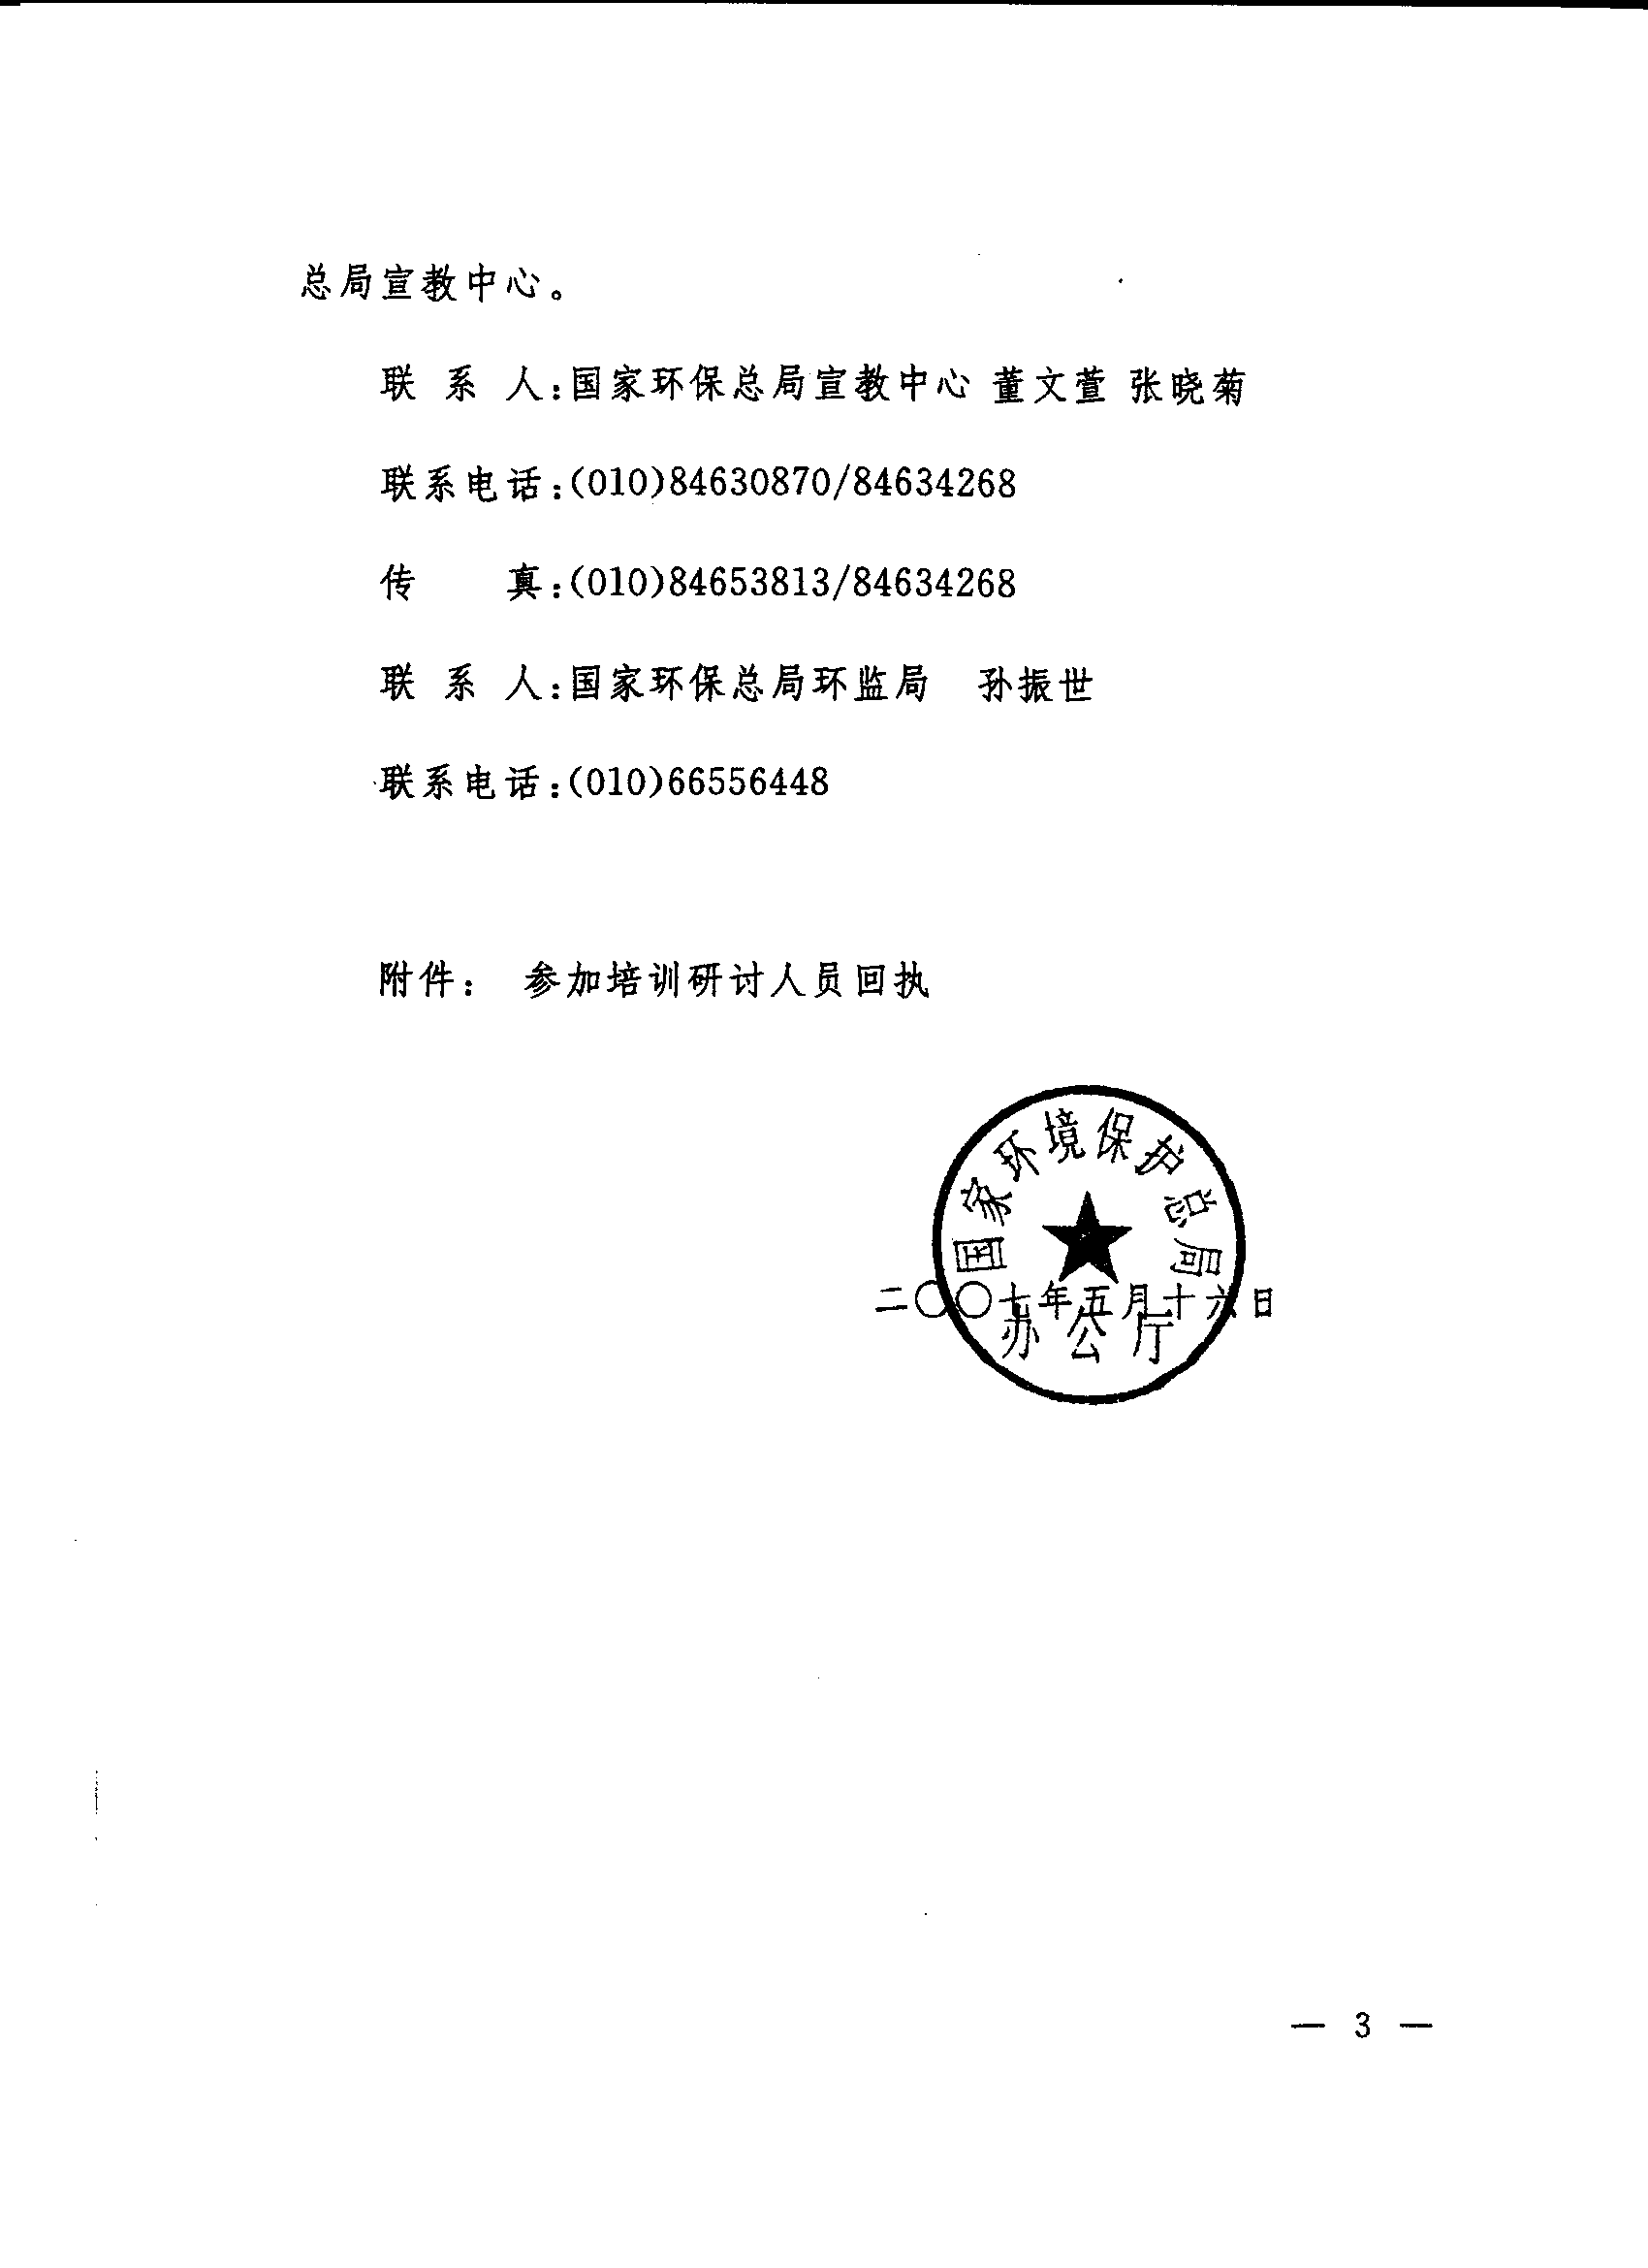 总局宣教中心。
联 系 人:国家环保总局宣教中心 董文萱 张晓菊
联系电话:(010)84630870/84634268
传 真:(010)84653813/84634268
联 系 人:国家环保总局环监局 孙振世
联系电话:(010)66556448
附件: 参加培训研讨人员回执
国家环境保护总局
二〇〇七年五月十六日
办公厅
— 3 —